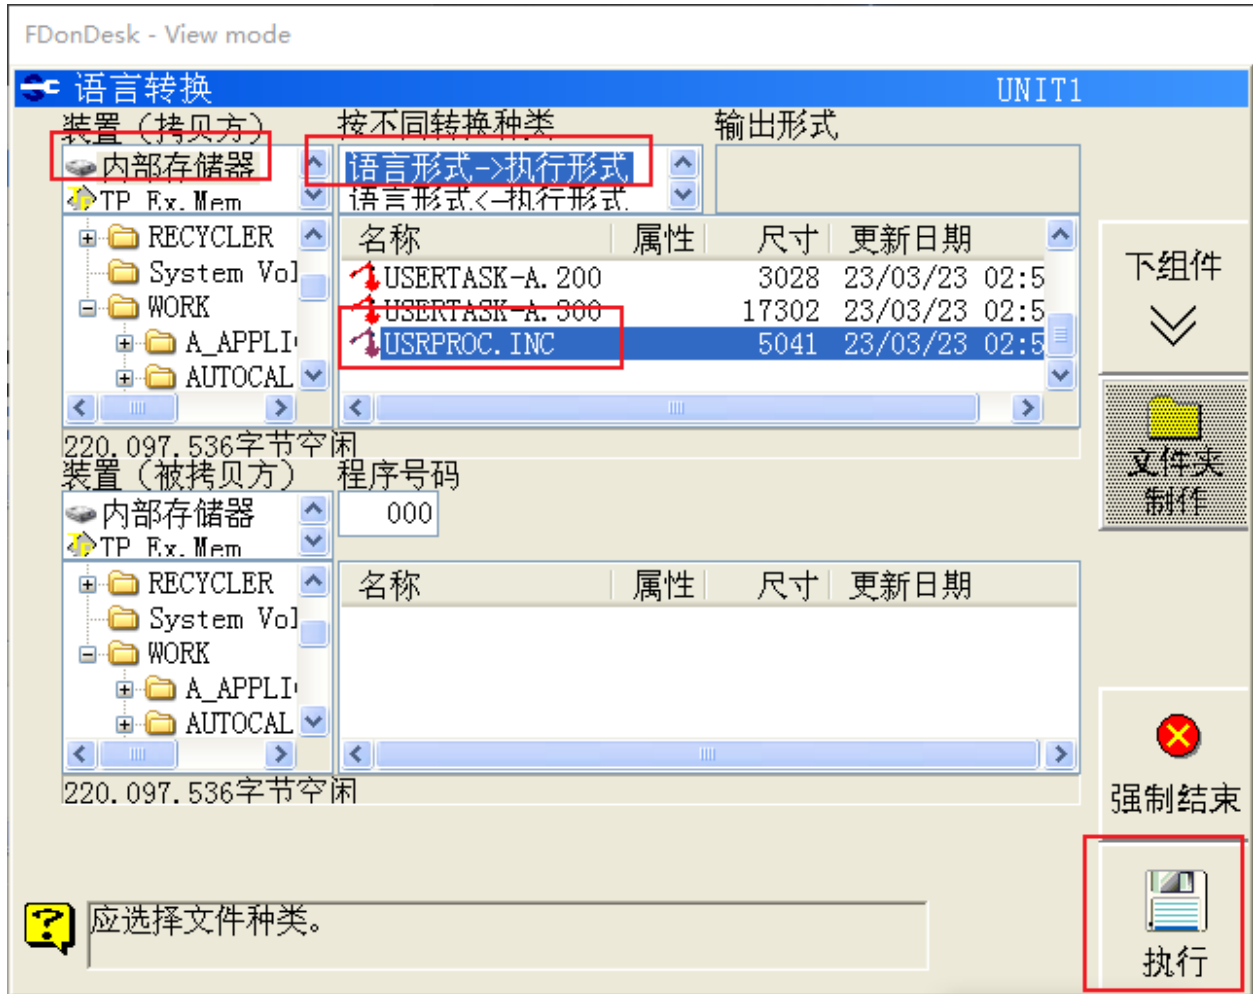 FDonDesk - View mode
语言转换 UNIT1
装置（拷贝方） 按不同转换种类 输出形式
内部存储器 语言形式->执行形式
TP Ex.Mem 语言形式<-执行形式
RECYCLER 名称 属性 尺寸 更新日期
System Vol USERTASK-A.200 3028 23/03/23 02:5
WORK USERTASK-A.300 17302 23/03/23 02:5
A_APPLI USRPROC.INC 5041 23/03/23 02:5
AUTOCAL
220.097.536字节空闲
装置（被拷贝方） 程序号码
内部存储器 000
TP Ex.Mem
RECYCLER 名称 属性 尺寸 更新日期
System Vol
WORK
A_APPLI
AUTOCAL
220.097.536字节空闲
下组件
文件夹
制作
强制结束
应选择文件种类。
执行